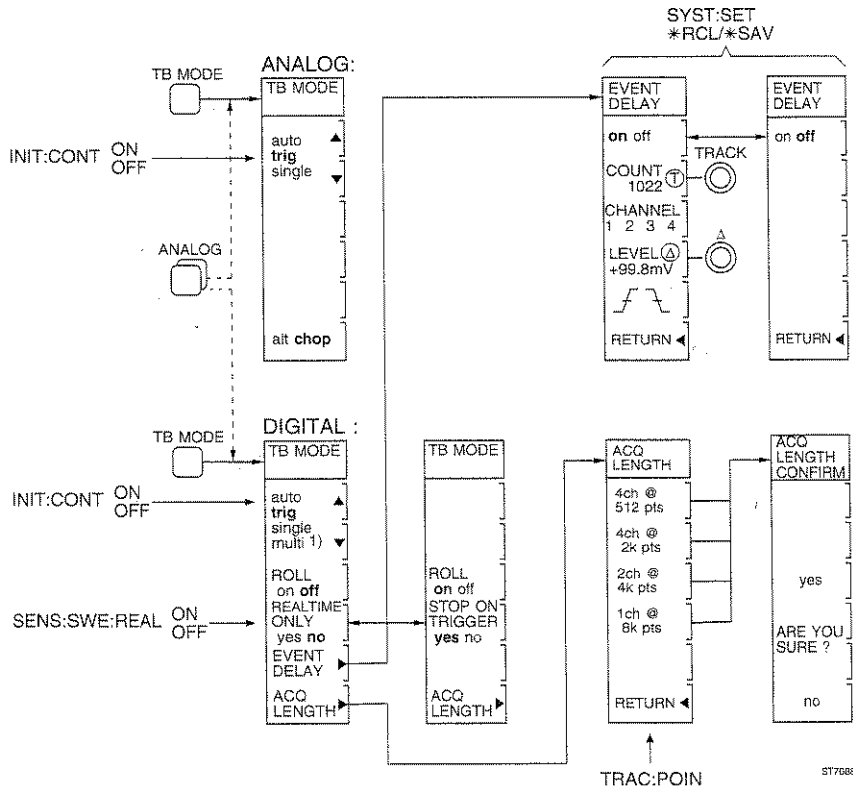 SYST:SET
*RCL/*SAV
ANALOG:
TB MODE
TB MODE
auto
trig
single
INIT:CONT ON
OFF
ANALOG
alt chop
EVENT
DELAY
on off
TRACK
COUNT
1022 T
CHANNEL
1 2 3 4
LEVEL Δ
+99.8mV
Δ
RETURN
EVENT
DELAY
on off
RETURN
DIGITAL :
TB MODE
TB MODE
auto
trig
single
multi 1)
INIT:CONT ON
OFF
ROLL
on off
REALTIME
ONLY
yes no
SENS:SWE:REAL ON
OFF
EVENT
DELAY
ACQ
LENGTH
TB MODE
ROLL
on off
STOP ON
TRIGGER
yes no
ACQ
LENGTH
ACQ
LENGTH
4ch @
512 pts
4ch @
2k pts
2ch @
4k pts
1ch @
8k pts
RETURN
TRAC:POIN
ACQ
LENGTH
CONFIRM
yes
ARE YOU
SURE ?
no